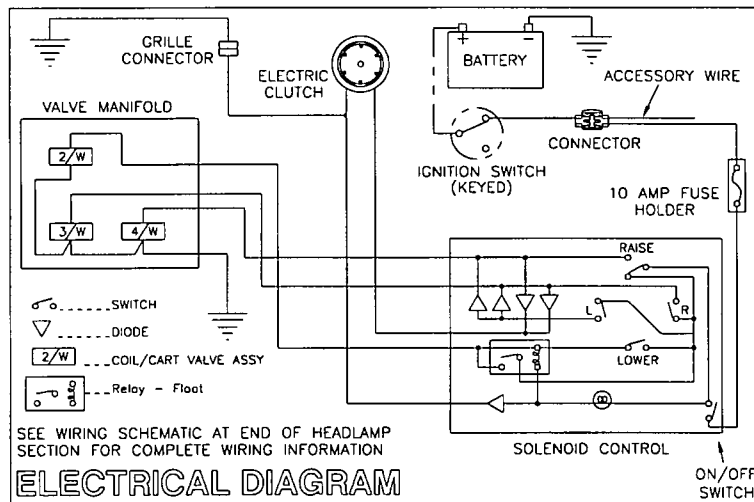 GRILLE
CONNECTOR
ELECTRIC
CLUTCH
+ −
BATTERY
ACCESSORY WIRE
VALVE MANIFOLD
CONNECTOR
2/W
IGNITION SWITCH
(KEYED)
10 AMP FUSE
HOLDER
3/W
4/W
RAISE
L
R
LOWER
SWITCH
DIODE
2/W
COIL/CART VALVE ASSY
Relay - Float
SEE WIRING SCHEMATIC AT END OF HEADLAMP
SECTION FOR COMPLETE WIRING INFORMATION
SOLENOID CONTROL
ELECTRICAL DIAGRAM
ON/OFF
SWITCH